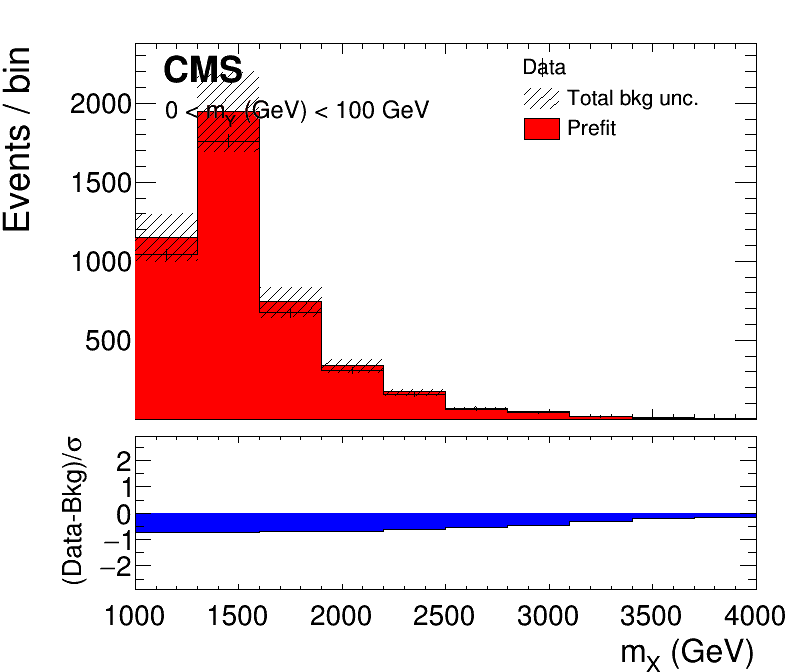 CMS
0 < m_Y (GeV) < 100 GeV
Data
Total bkg unc.
Prefit
Events / bin
2000
1500
1000
500
(Data-Bkg)/σ
2
1
0
−1
−2
1000 1500 2000 2500 3000 3500 4000
m_X (GeV)